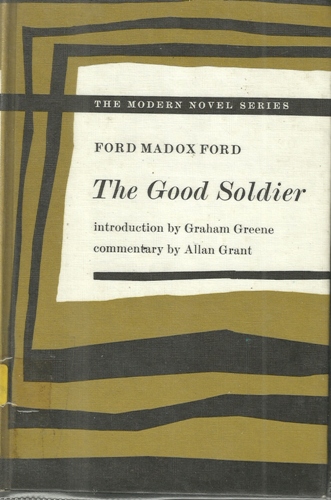 THE MODERN NOVEL SERIES
FORD MADOX FORD
The Good Soldier
introduction by Graham Greene
commentary by Allan Grant